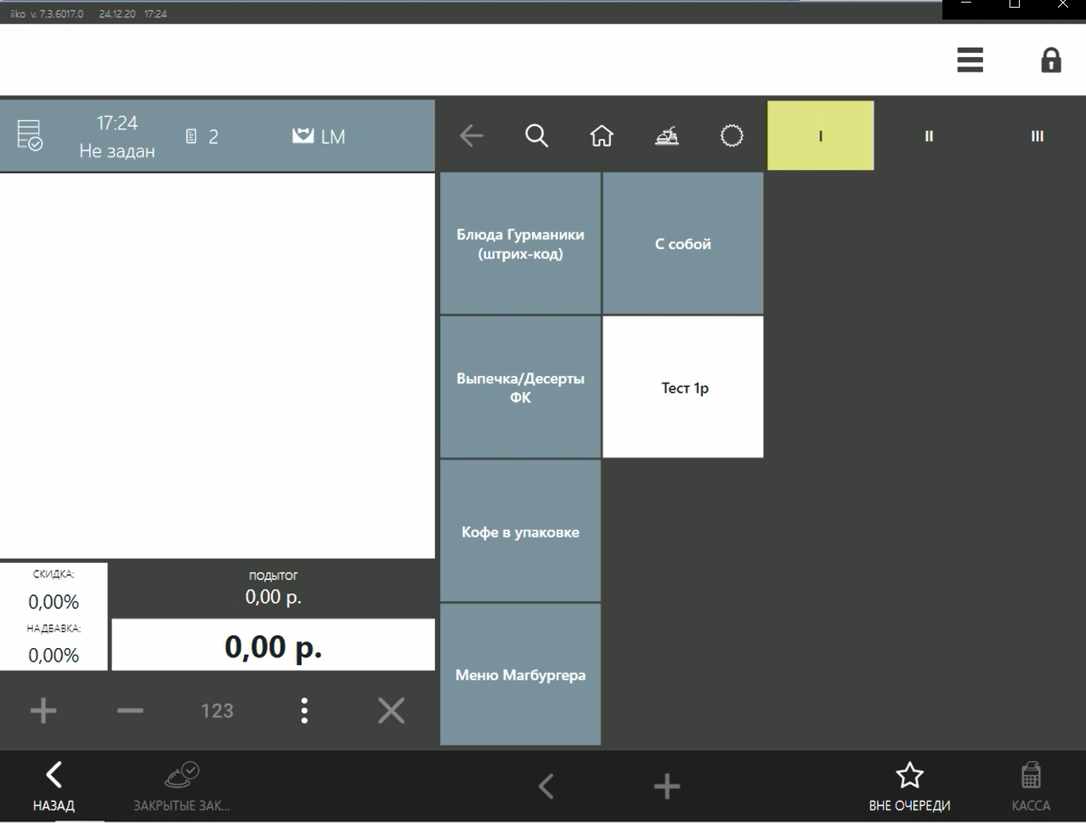 iiko v. 7.3.6017.0 24.12.20 17:24
17:24
Не задан
2
LM
I
II
III
Блюда Гурманики
(штрих-код)
С собой
Выпечка/Десерты
ФК
Тест 1р
Кофе в упаковке
Меню Магбургера
СКИДКА:
0,00%
НАДБАВКА:
0,00%
ПОДЫТОГ
0,00 р.
0,00 р.
123
НАЗАД
ЗАКРЫТЫЕ ЗАК...
ВНЕ ОЧЕРЕДИ
КАССА